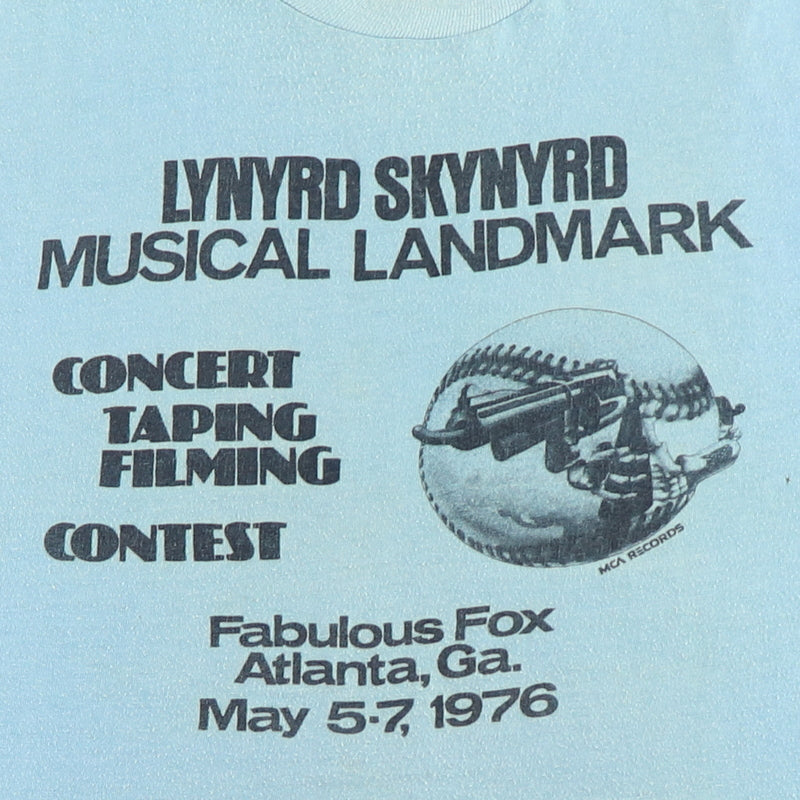 LYNYRD SKYNYRD
MUSICAL LANDMARK
CONCERT
TAPING
FILMING
CONTEST
MCA RECORDS
Fabulous Fox
Atlanta, Ga.
May 5-7, 1976